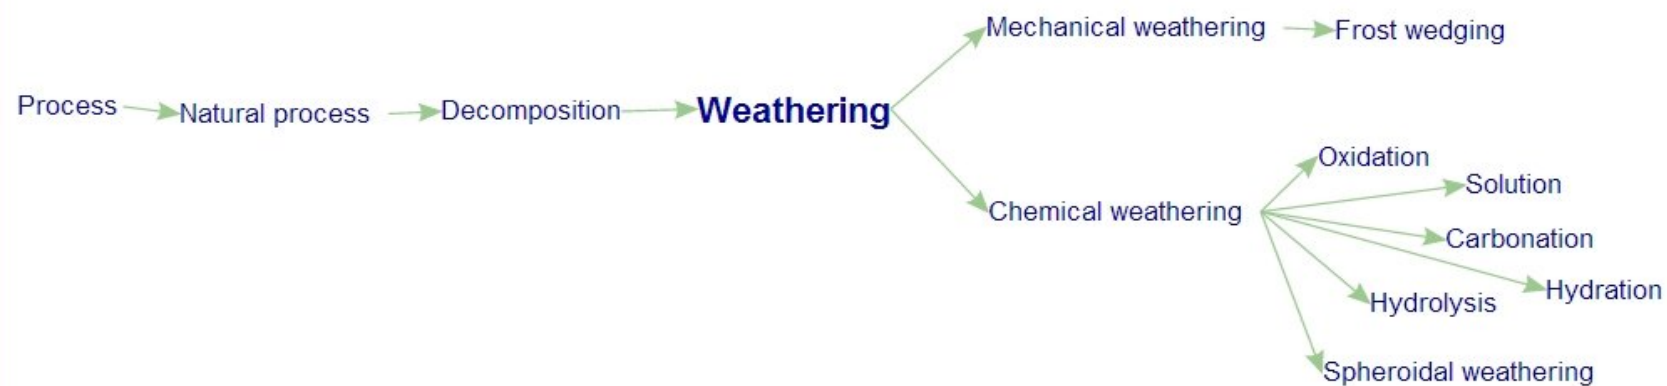 Process
Natural process
Decomposition
Weathering
Mechanical weathering
Frost wedging
Chemical weathering
Oxidation
Solution
Carbonation
Hydration
Hydrolysis
Spheroidal weathering